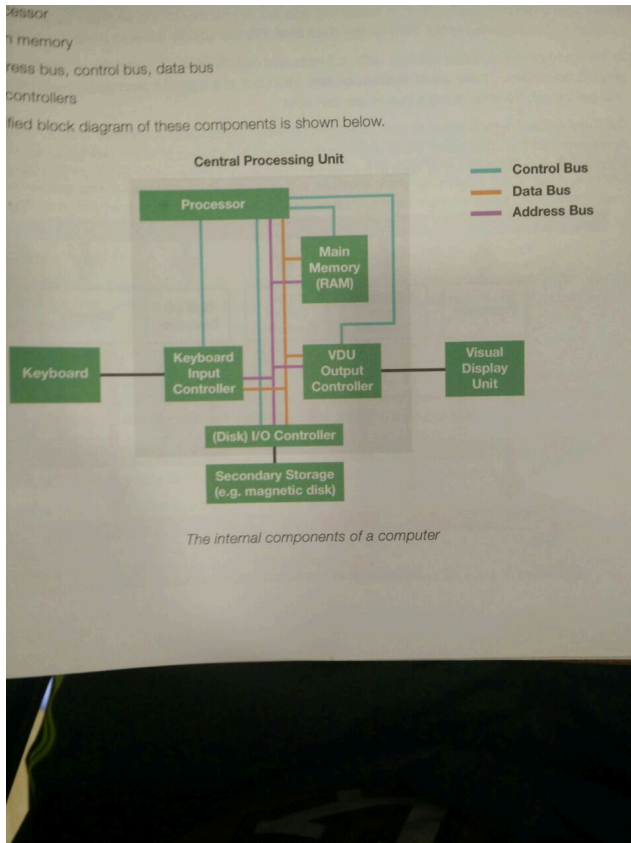 memory
bus, control bus, data bus
controllers
block diagram of these components is shown below.
Central Processing Unit
Control Bus
Data Bus
Address Bus
Processor
Main
Memory
(RAM)
Keyboard
Keyboard
Input
Controller
VDU
Output
Controller
Visual
Display
Unit
(Disk) I/O Controller
Secondary Storage
(e.g. magnetic disk)
The internal components of a computer